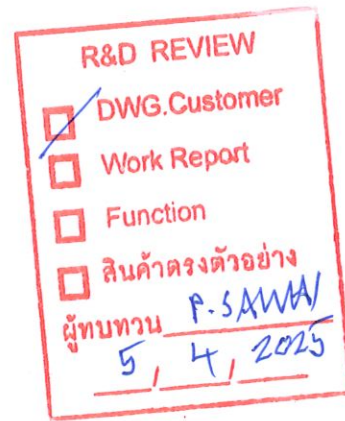 R&D REVIEW
DWG.Customer
Work Report
Function
สินค้าตรงตัวอย่าง
ผู้ทบทวน P.SAWAI
5 / 4 / 2025